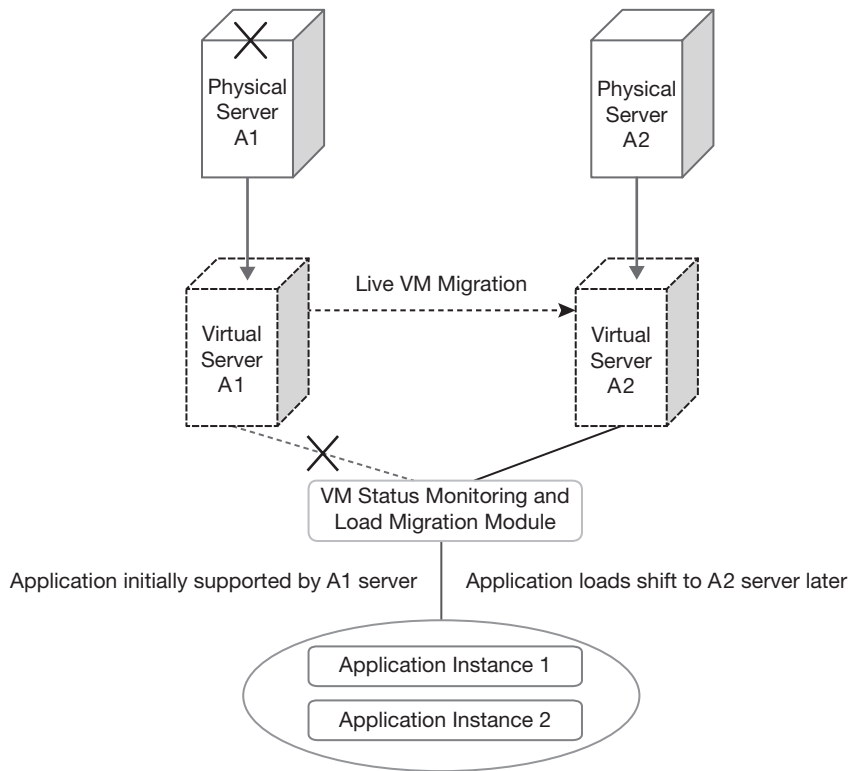 Physical
Server
A1
Physical
Server
A2
Live VM Migration
Virtual
Server
A1
Virtual
Server
A2
VM Status Monitoring and
Load Migration Module
Application initially supported by A1 server
Application loads shift to A2 server later
Application Instance 1
Application Instance 2